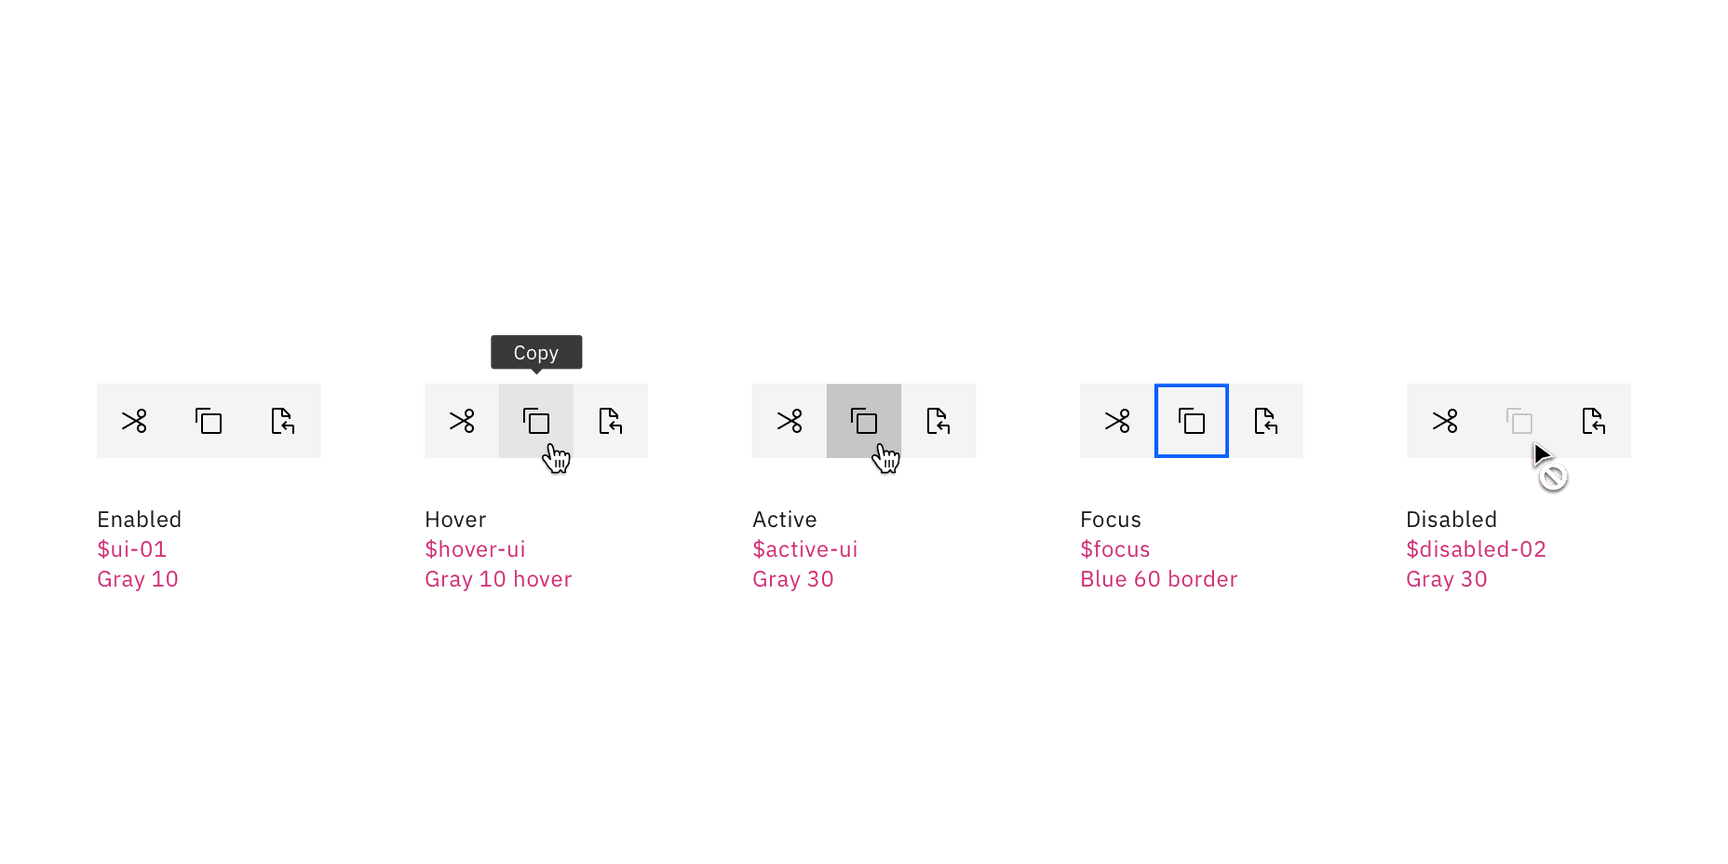 Copy
Enabled
$ui-01
Gray 10
Hover
$hover-ui
Gray 10 hover
Active
$active-ui
Gray 30
Focus
$focus
Blue 60 border
Disabled
$disabled-02
Gray 30